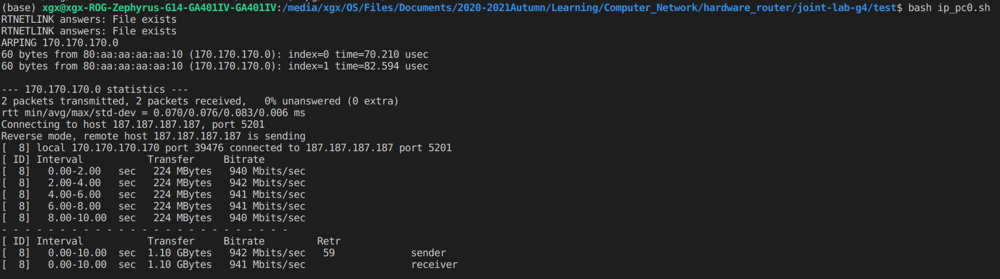 (base) xgx@xgx-ROG-Zephyrus-G14-GA401IV-GA401IV:/media/xgx/OS/Files/Documents/2020-2021Autumn/Learning/Computer_Network/hardware_router/joint-lab-g4/test$ bash ip_pc0.sh
RTNETLINK answers: File exists
RTNETLINK answers: File exists
ARPING 170.170.170.0
60 bytes from 80:aa:aa:aa:aa:10 (170.170.170.0): index=0 time=70.210 usec
60 bytes from 80:aa:aa:aa:aa:10 (170.170.170.0): index=1 time=82.594 usec
--- 170.170.170.0 statistics ---
2 packets transmitted, 2 packets received,   0% unanswered (0 extra)
rtt min/avg/max/std-dev = 0.070/0.076/0.083/0.006 ms
Connecting to host 187.187.187.187, port 5201
Reverse mode, remote host 187.187.187.187 is sending
[  8] local 170.170.170.170 port 39476 connected to 187.187.187.187 port 5201
[ ID] Interval           Transfer     Bitrate
[  8]   0.00-2.00   sec   224 MBytes   940 Mbits/sec
[  8]   2.00-4.00   sec   224 MBytes   942 Mbits/sec
[  8]   4.00-6.00   sec   224 MBytes   941 Mbits/sec
[  8]   6.00-8.00   sec   224 MBytes   941 Mbits/sec
[  8]   8.00-10.00  sec   224 MBytes   940 Mbits/sec
- - - - - - - - - - - - - - - - - - - - - - - - -
[ ID] Interval           Transfer     Bitrate         Retr
[  8]   0.00-10.00  sec  1.10 GBytes   942 Mbits/sec   59             sender
[  8]   0.00-10.00  sec  1.10 GBytes   941 Mbits/sec                  receiver